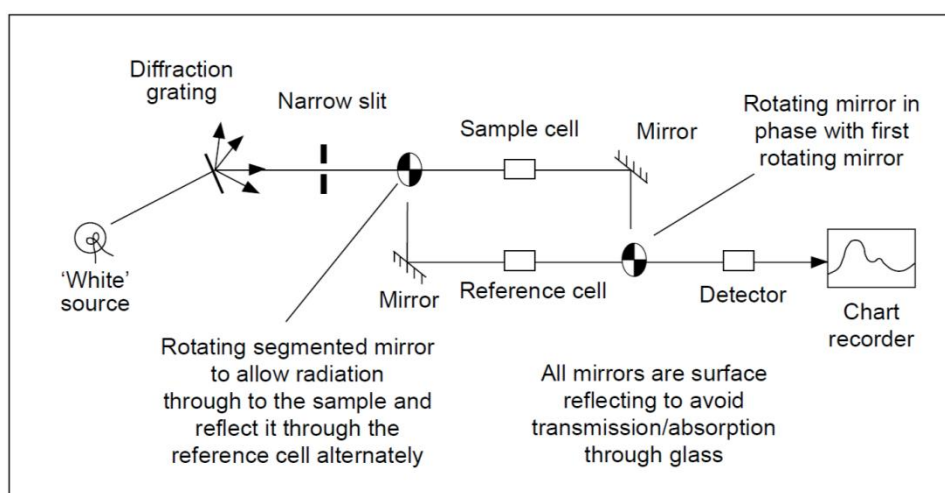 Diffraction
grating
Narrow slit
Sample cell
Mirror
Rotating mirror in
phase with first
rotating mirror
‘White’
source
Mirror
Reference cell
Detector
Chart
recorder
Rotating segmented mirror
to allow radiation
through to the sample and
reflect it through the
reference cell alternately
All mirrors are surface
reflecting to avoid
transmission/absorption
through glass